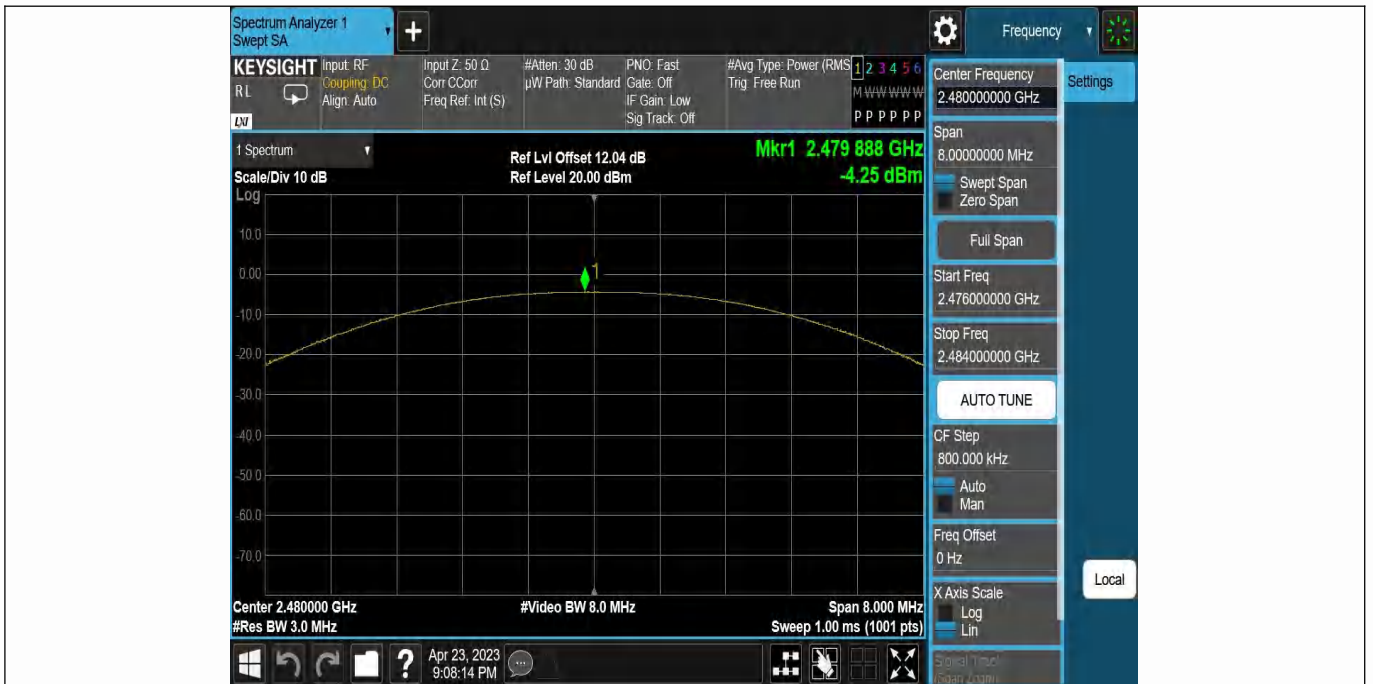 Spectrum Analyzer 1
Swept SA
+
Frequency
KEYSIGHT
RL
LXI
Input: RF
Coupling: DC
Align: Auto
Input Z: 50 Ω
Corr CCorr
Freq Ref: Int (S)
#Atten: 30 dB
µW Path: Standard
PNO: Fast
Gate: Off
IF Gain: Low
Sig Track: Off
#Avg Type: Power (RMS
Trig: Free Run
1 2 3 4 5 6
M W W W W W
P P P P P P
1 Spectrum
Scale/Div 10 dB
Ref Lvl Offset 12.04 dB
Ref Level 20.00 dBm
Mkr1 2.479 888 GHz
-4.25 dBm
Log
10.0
0.00
-10.0
-20.0
-30.0
-40.0
-50.0
-60.0
-70.0
1
Center 2.480000 GHz
#Res BW 3.0 MHz
#Video BW 8.0 MHz
Span 8.000 MHz
Sweep 1.00 ms (1001 pts)
Center Frequency
2.480000000 GHz
Settings
Span
8.00000000 MHz
Swept Span
Zero Span
Full Span
Start Freq
2.476000000 GHz
Stop Freq
2.484000000 GHz
AUTO TUNE
CF Step
800.000 kHz
Auto
Man
Freq Offset
0 Hz
X Axis Scale
Log
Lin
Signal Track
(Span Zoom)
Local
?
Apr 23, 2023
9:08:14 PM